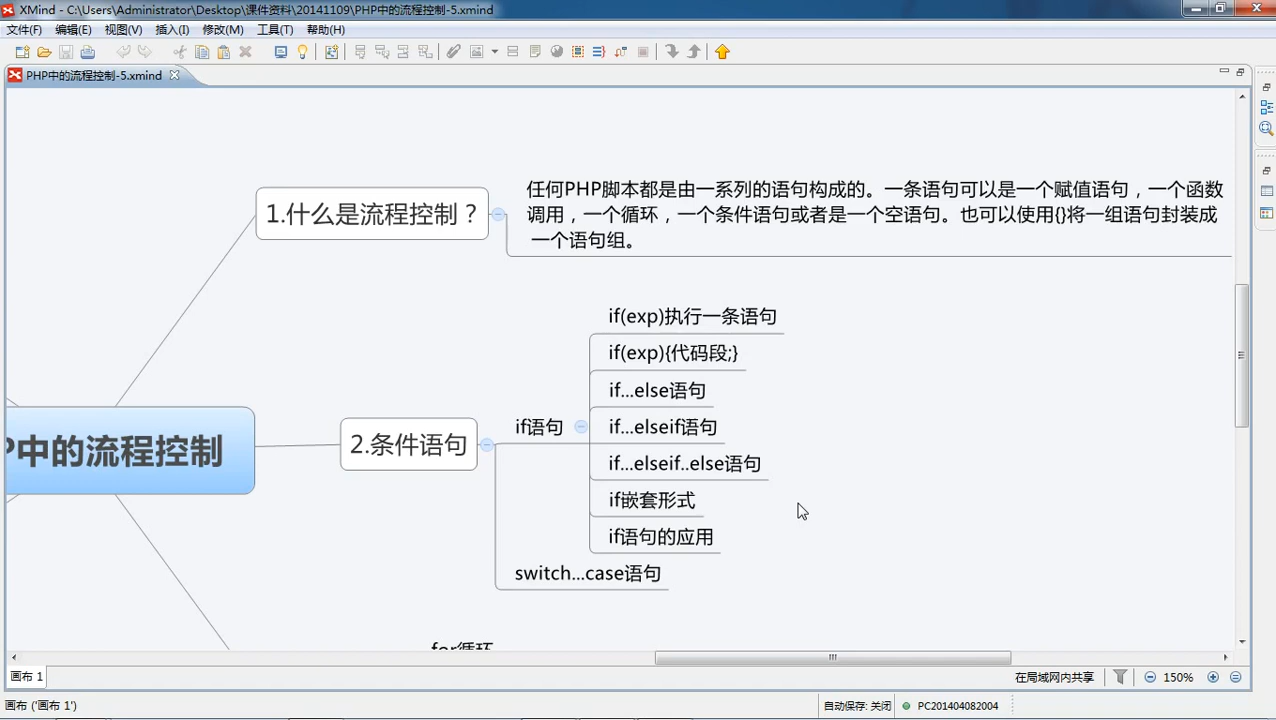 XMind - C:\Users\Administrator\Desktop\课件资料\20141109\PHP中的流程控制-5.xmind
文件(F) 编辑(E) 视图(V) 插入(I) 修改(M) 工具(T) 帮助(H)
PHP中的流程控制-5.xmind
1.什么是流程控制？
任何PHP脚本都是由一系列的语句构成的。一条语句可以是一个赋值语句，一个函数
调用，一个循环，一个条件语句或者是一个空语句。也可以使用{}将一组语句封装成
一个语句组。
P中的流程控制
2.条件语句
if语句
if(exp)执行一条语句
if(exp){代码段;}
if...else语句
if...elseif语句
if...elseif..else语句
if嵌套形式
if语句的应用
switch...case语句
for循环
画布 1
在局域网内共享
150%
画布 ('画布 1')
自动保存: 关闭
PC201404082004